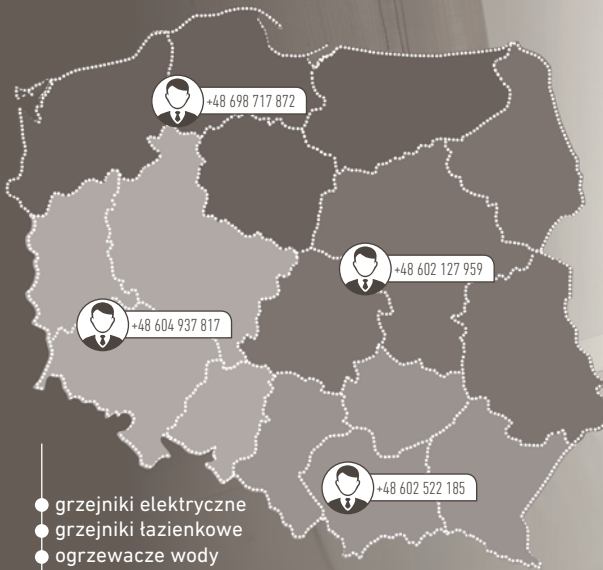 +48 698 717 872
+48 602 127 959
+48 604 937 817
+48 602 522 185
grzejniki elektryczne
grzejniki łazienkowe
ogrzewacze wody